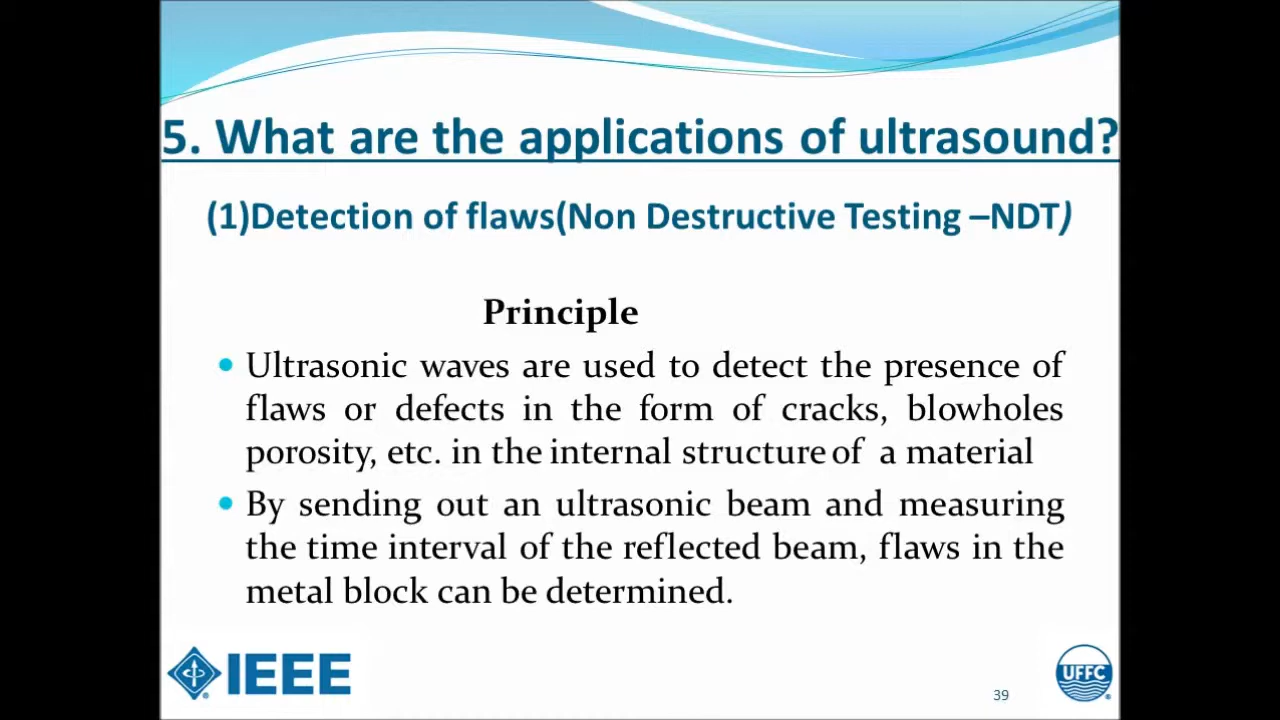 5. What are the applications of ultrasound?
(1)Detection of flaws(Non Destructive Testing –NDT)
Principle
• Ultrasonic waves are used to detect the presence of
flaws or defects in the form of cracks, blowholes
porosity, etc. in the internal structure of a material
• By sending out an ultrasonic beam and measuring
the time interval of the reflected beam, flaws in the
metal block can be determined.
IEEE
UFFC
39